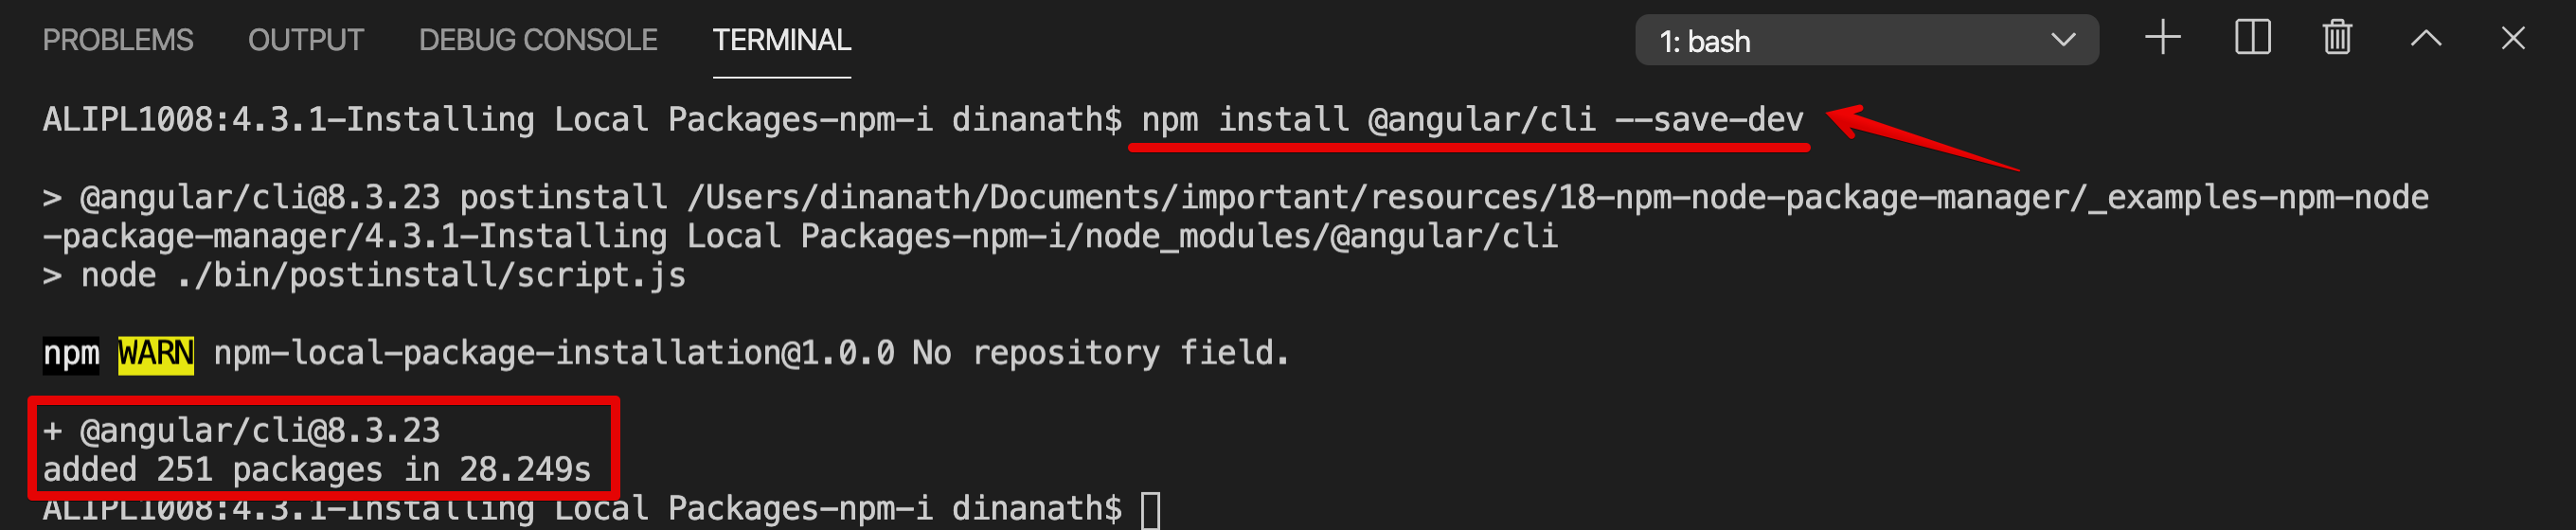 PROBLEMS OUTPUT DEBUG CONSOLE TERMINAL 1: bash
ALIPL1008:4.3.1-Installing Local Packages-npm-i dinanath$ npm install @angular/cli --save-dev
> @angular/cli@8.3.23 postinstall /Users/dinanath/Documents/important/resources/18-npm-node-package-manager/_examples-npm-node
-package-manager/4.3.1-Installing Local Packages-npm-i/node_modules/@angular/cli
> node ./bin/postinstall/script.js
npm WARN npm-local-package-installation@1.0.0 No repository field.
+ @angular/cli@8.3.23
added 251 packages in 28.249s
ALIPL1008:4.3.1-Installing Local Packages-npm-i dinanath$